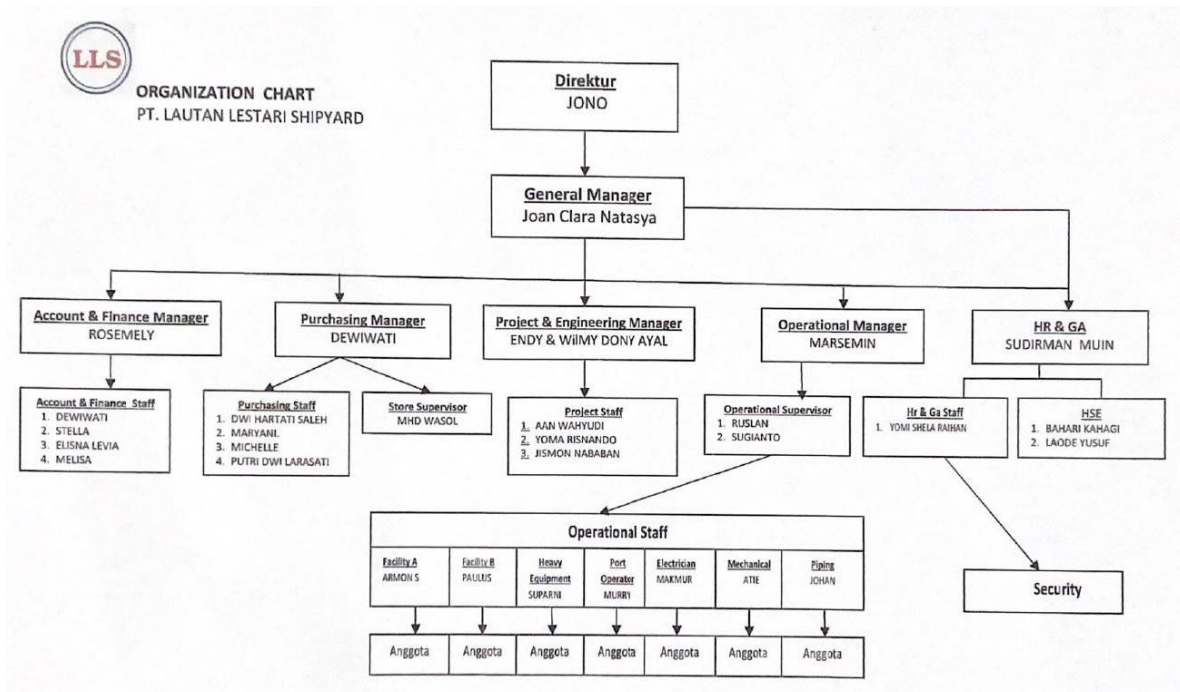 LLS
ORGANIZATION CHART
PT. LAUTAN LESTARI SHIPYARD
Direktur
JONO
General Manager
Joan Clara Natasya
Account & Finance Manager
ROSEMELY
Purchasing Manager
DEWIWATI
Project & Engineering Manager
ENDY & WilMY DONY AYAL
Operational Manager
MARSEMIN
HR & GA
SUDIRMAN MUIN
Account & Finance Staff
1. DEWIWATI
2. STELLA
3. ELISNA LEVIA
4. MELISA
Purchasing Staff
1. DWI HARTATI SALEH
2. MARYANI.
3. MICHELLE
4. PUTRI DWI LARASATI
Store Supervisor
MHD WASOL
Project Staff
1. AAN WAHYUDI
2. YOMA RISNANDO
3. JISMON NABABAN
Operational Supervisor
1. RUSLAN
2. SUGIANTO
Hr & Ga Staff
1. YOMI SHELA RAIHAN
HSE
1. BAHARI KAHAGI
2. LAODE YUSUF
Operational Staff
Facility A
ARMON S
Facility B
PAULUS
Heavy
Equipment
SUPARNI
Port
Operator
MURRY
Electrician
MAKMUR
Mechanical
ATIE
Piping
JOHAN
Anggota
Anggota
Anggota
Anggota
Anggota
Anggota
Anggota
Security